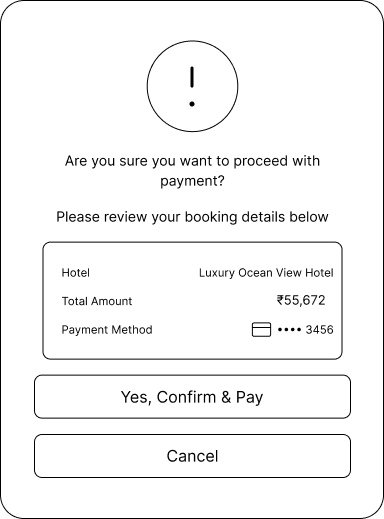 Are you sure you want to proceed with
payment?
Please review your booking details below
Hotel Luxury Ocean View Hotel
Total Amount ₹55,672
Payment Method •••• 3456
Yes, Confirm & Pay
Cancel